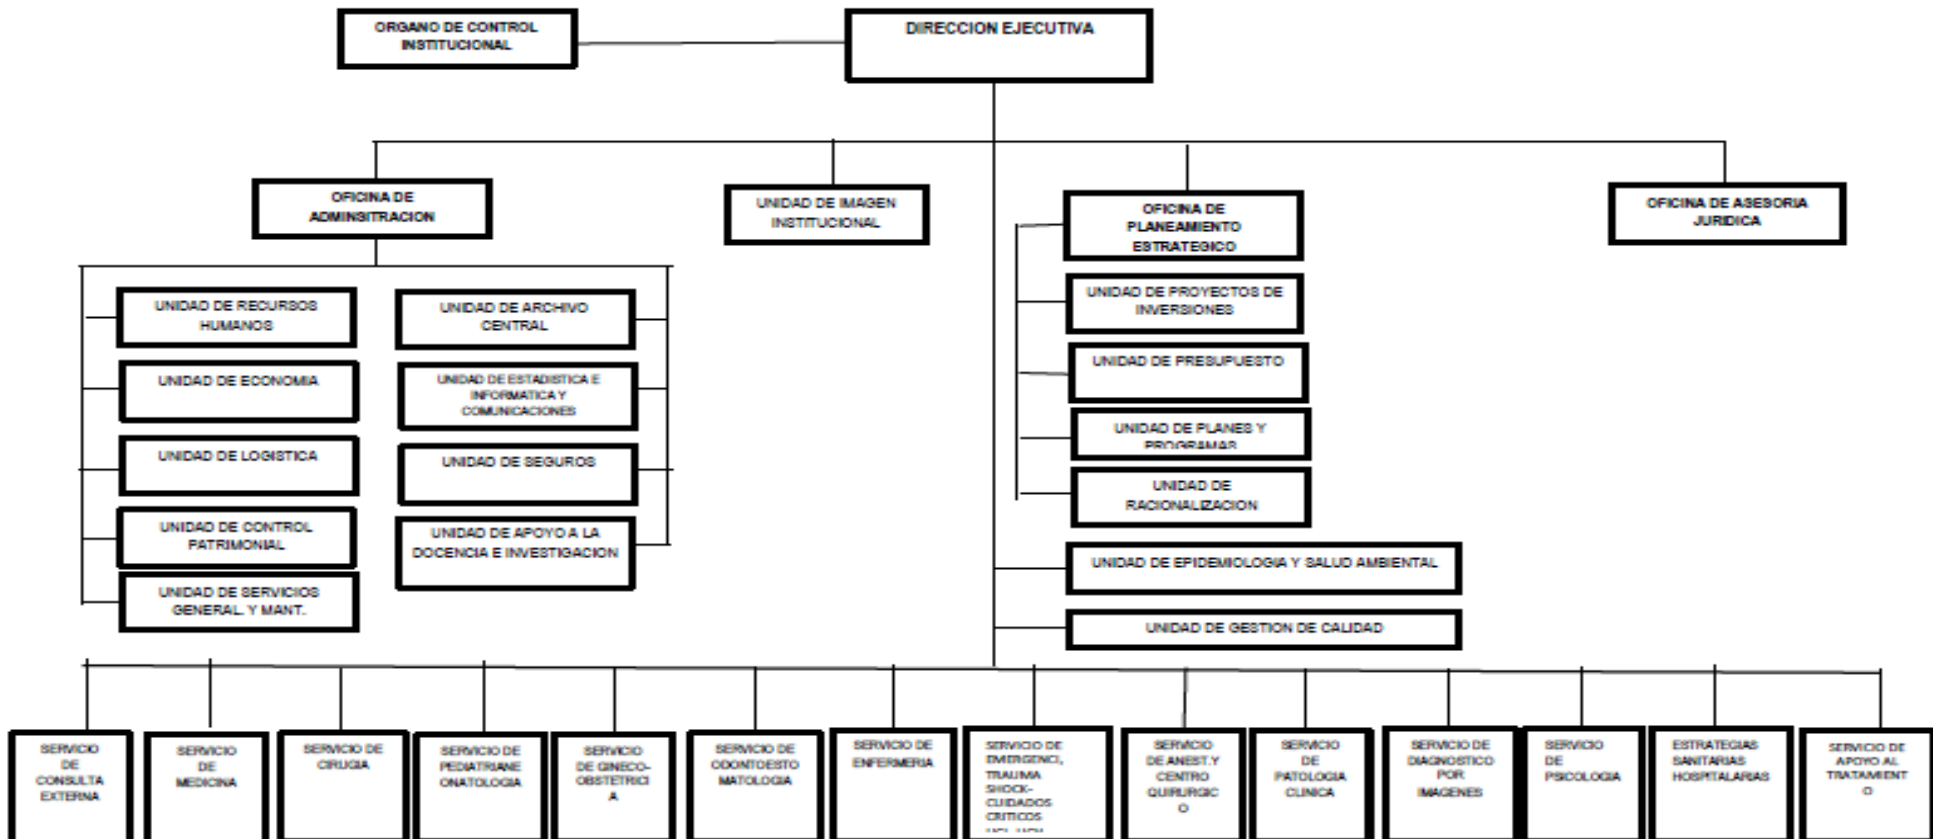 ORGANO DE CONTROL
INSTITUCIONAL
DIRECCION EJECUTIVA
OFICINA DE
ADMINSITRACION
UNIDAD DE IMAGEN
INSTITUCIONAL
OFICINA DE
PLANEAMIENTO
ESTRATEGICO
OFICINA DE ASESORIA
JURIDICA
UNIDAD DE RECURSOS
HUMANOS
UNIDAD DE ECONOMIA
UNIDAD DE LOGISTICA
UNIDAD DE CONTROL
PATRIMONIAL
UNIDAD DE SERVICIOS
GENERAL. Y MANT.
UNIDAD DE ARCHIVO
CENTRAL
UNIDAD DE ESTADISTICA E
INFORMATICA Y
COMUNICACIONES
UNIDAD DE SEGUROS
UNIDAD DE APOYO A LA
DOCENCIA E INVESTIGACION
UNIDAD DE PROYECTOS DE
INVERSIONES
UNIDAD DE PRESUPUESTO
UNIDAD DE PLANES Y
PROGRAMAS
UNIDAD DE
RACIONALIZACION
UNIDAD DE EPIDEMIOLOGIA Y SALUD AMBIENTAL
UNIDAD DE GESTION DE CALIDAD
SERVICIO
DE
CONSULTA
EXTERNA
SERVICIO
DE
MEDICINA
SERVICIO DE
CIRUGIA
SERVICIO DE
PEDIATRIANE
ONATOLOGIA
SERVICIO
DE GINECO-
OBSTETRICI
A
SERVICIO DE
ODONTOESTO
MATOLOGIA
SERVICIO DE
ENFERMERIA
SERVICIO DE
EMERGENCI,
TRAUMA
SHOCK-
CUIDADOS
CRITICOS
SERVICIO
DE ANEST.Y
CENTRO
QUIRURGIC
O
SERVICIO
DE
PATOLOGIA
CLINICA
SERVICIO DE
DIAGNOSTICO
POR
IMAGENES
SERVICIO
DE
PSICOLOGIA
ESTRATEGIAS
SANITARIAS
HOSPITALARIAS
SERVICIO DE
APOYO AL
TRATAMIENT
O